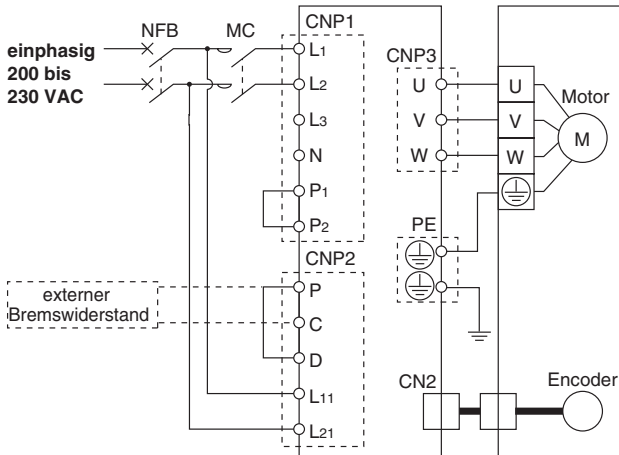 NFB
MC
CNP1
einphasig
200 bis
230 VAC
L1
L2
L3
N
P1
P2
CNP3
U
V
W
U
V
W
Motor
M
PE
CNP2
externer
Bremswiderstand
P
C
D
L11
L21
CN2
Encoder